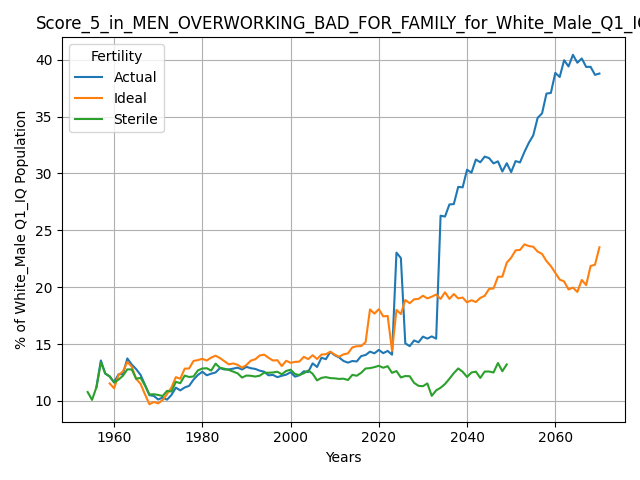 Score_5_in_MEN_OVERWORKING_BAD_FOR_FAMILY_for_White_Male_Q1_IQ
Fertility
Actual
Ideal
Sterile
% of White_Male Q1_IQ Population
40
35
30
25
20
15
10
1960 1980 2000 2020 2040 2060
Years